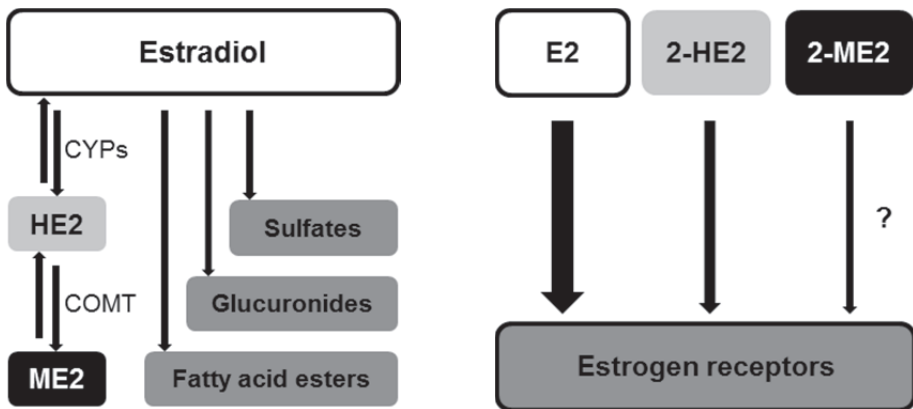 Estradiol
CYPs
HE2
Sulfates
Glucuronides
COMT
ME2
Fatty acid esters
E2
2-HE2
2-ME2
?
Estrogen receptors